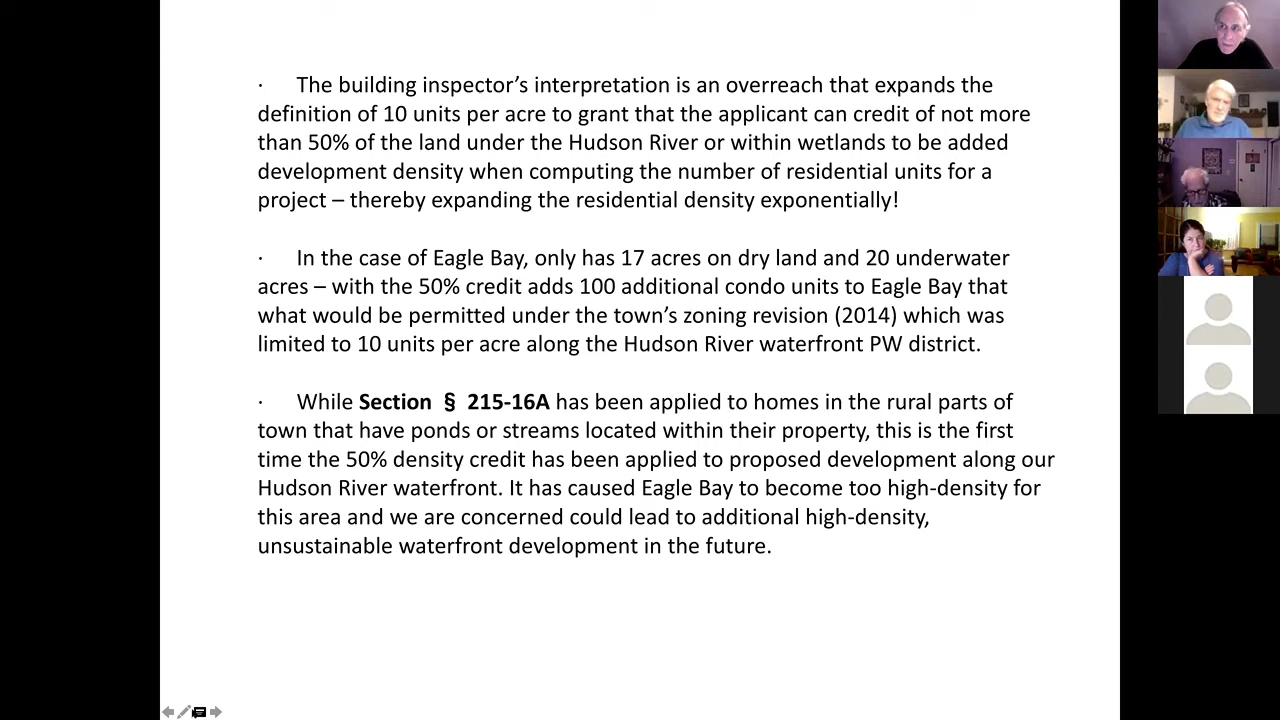 · The building inspector’s interpretation is an overreach that expands the
definition of 10 units per acre to grant that the applicant can credit of not more
than 50% of the land under the Hudson River or within wetlands to be added
development density when computing the number of residential units for a
project – thereby expanding the residential density exponentially!
· In the case of Eagle Bay, only has 17 acres on dry land and 20 underwater
acres – with the 50% credit adds 100 additional condo units to Eagle Bay that
what would be permitted under the town’s zoning revision (2014) which was
limited to 10 units per acre along the Hudson River waterfront PW district.
· While Section § 215-16A has been applied to homes in the rural parts of
town that have ponds or streams located within their property, this is the first
time the 50% density credit has been applied to proposed development along our
Hudson River waterfront. It has caused Eagle Bay to become too high-density for
this area and we are concerned could lead to additional high-density,
unsustainable waterfront development in the future.